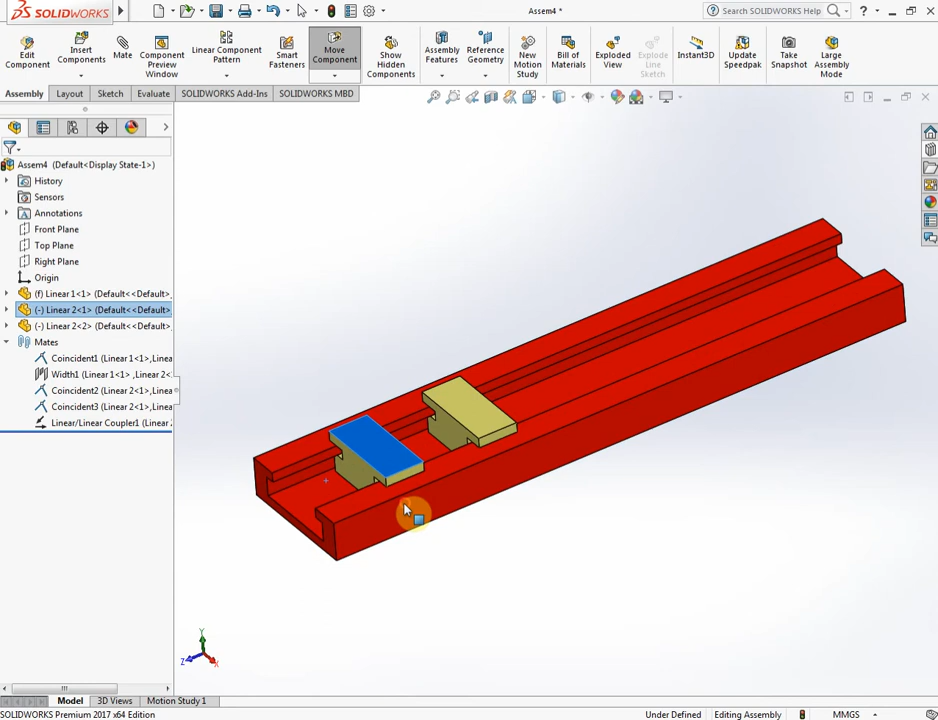 SOLIDWORKS
Assem4 *
Search SOLIDWORKS Help
Edit Component
Insert Components
Mate
Component Preview Window
Linear Component Pattern
Smart Fasteners
Move Component
Show Hidden Components
Assembly Features
Reference Geometry
New Motion Study
Bill of Materials
Exploded View
Explode Line Sketch
Instant3D
Update Speedpak
Take Snapshot
Large Assembly Mode
Assembly Layout Sketch Evaluate SOLIDWORKS Add-Ins SOLIDWORKS MBD
Assem4 (Default<Display State-1>)
History
Sensors
Annotations
Front Plane
Top Plane
Right Plane
Origin
(f) Linear 1<1> (Default<<Default>
(-) Linear 2<1> (Default<<Default>
(-) Linear 2<2> (Default<<Default>
Mates
Coincident1 (Linear 1<1>,Linea
Width1 (Linear 1<1> ,Linear 2<
Coincident2 (Linear 2<1>,Linea
Coincident3 (Linear 2<1>,Linea
Linear/Linear Coupler1 (Linear
Y
Z
X
Model 3D Views Motion Study 1
SOLIDWORKS Premium 2017 x64 Edition Under Defined Editing Assembly MMGS